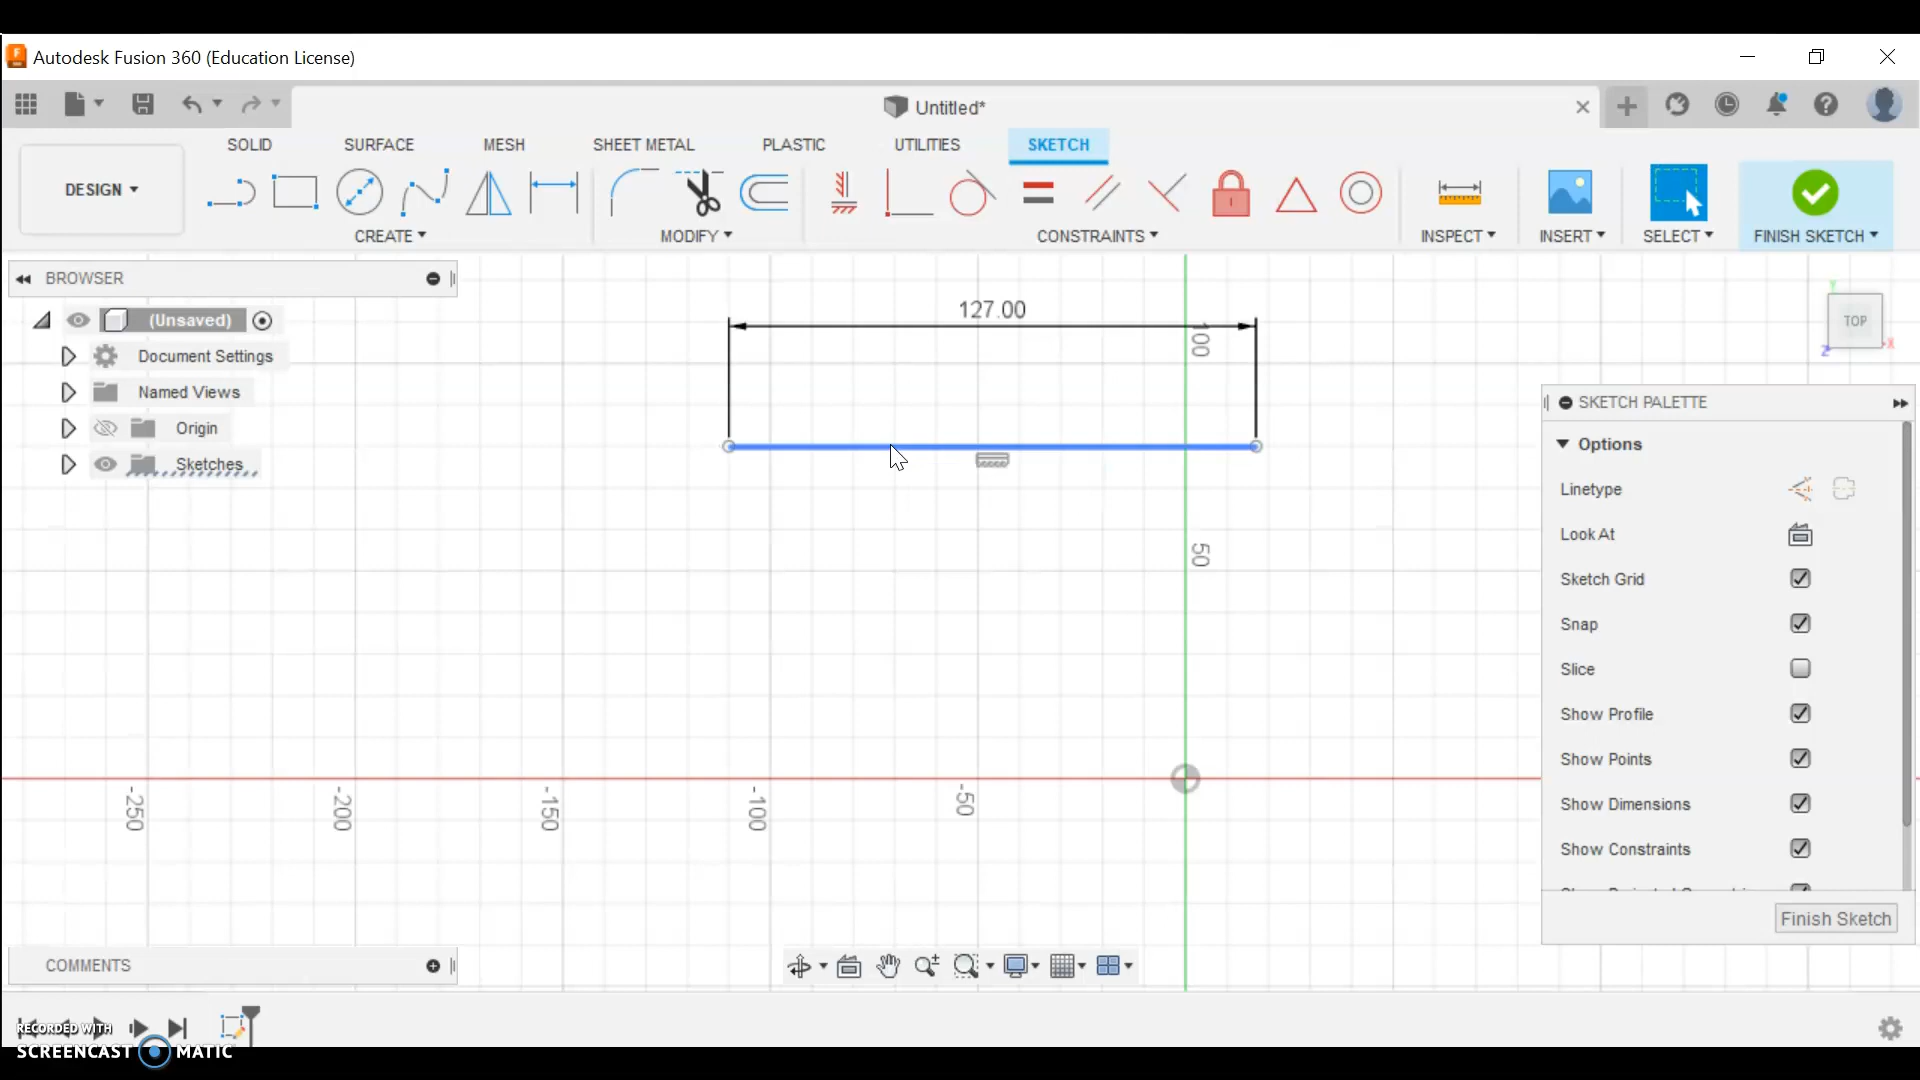 Autodesk Fusion 360 (Education License)
Untitled*
SOLID
SURFACE
MESH
SHEET METAL
PLASTIC
UTILITIES
SKETCH
DESIGN
CREATE
MODIFY
CONSTRAINTS
INSPECT
INSERT
SELECT
FINISH SKETCH
BROWSER
(Unsaved)
Document Settings
Named Views
Origin
Sketches
127.00
100
50
-250
-200
-150
-100
-50
Y
TOP
X
Z
SKETCH PALETTE
Options
Linetype
Look At
Sketch Grid
Snap
Slice
Show Profile
Show Points
Show Dimensions
Show Constraints
Finish Sketch
COMMENTS
RECORDED WITH
SCREENCAST MATIC